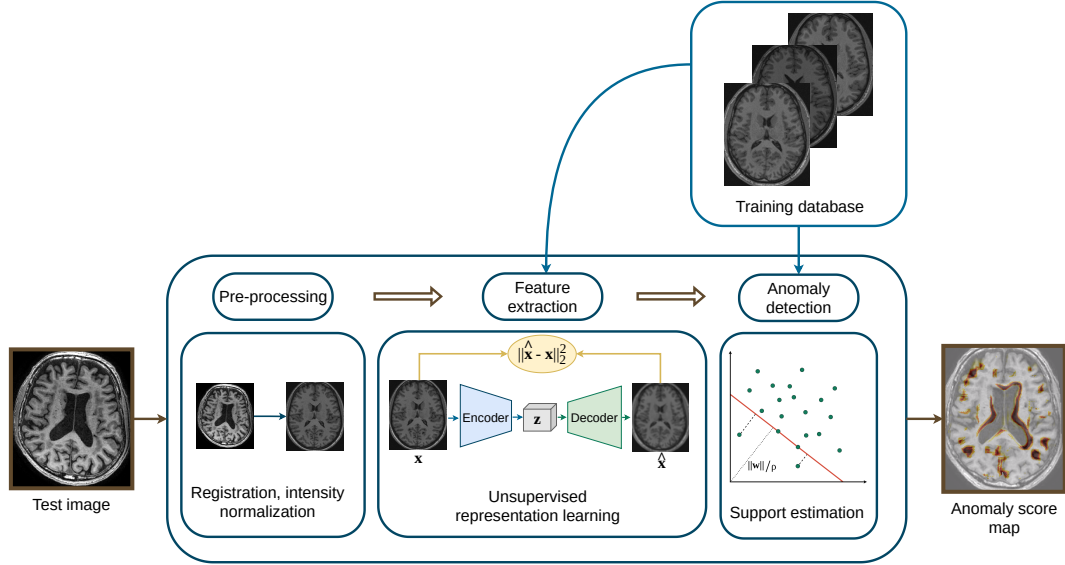 Training database
Pre-processing
Feature
extraction
Anomaly
detection
||x̂ - x||₂²
Encoder
z
Decoder
x
x̂
||w||/ρ
Test image
Registration, intensity
normalization
Unsupervised
representation learning
Support estimation
Anomaly score
map